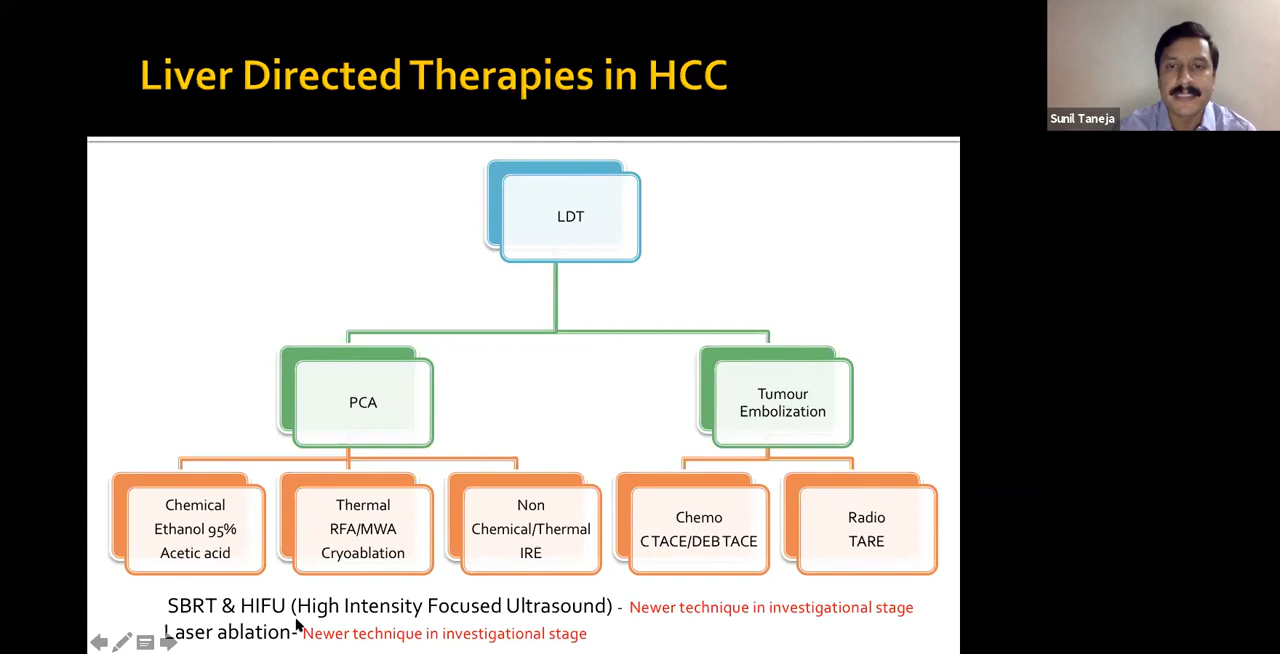 Liver Directed Therapies in HCC
Sunil Taneja
LDT
PCA
Tumour
Embolization
Chemical
Ethanol 95%
Acetic acid
Thermal
RFA/MWA
Cryoablation
Non
Chemical/Thermal
IRE
Chemo
C TACE/DEB TACE
Radio
TARE
SBRT & HIFU (High Intensity Focused Ultrasound) - Newer technique in investigational stage
Laser ablation- Newer technique in investigational stage